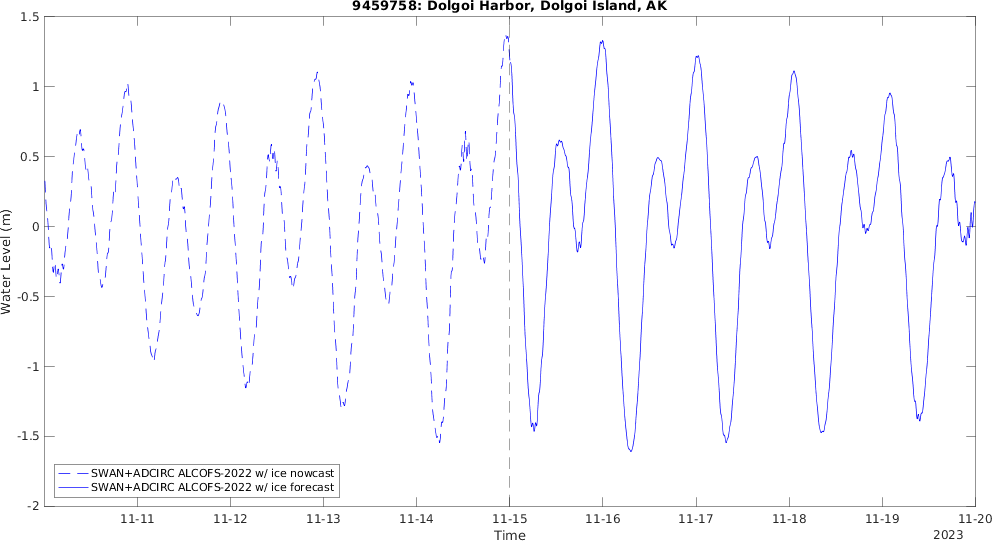 9459758: Dolgoi Harbor, Dolgoi Island, AK
1.5
1
0.5
0
-0.5
-1
-1.5
-2
Water Level (m)
SWAN+ADCIRC ALCOFS-2022 w/ ice nowcast
SWAN+ADCIRC ALCOFS-2022 w/ ice forecast
11-11 11-12 11-13 11-14 11-15 11-16 11-17 11-18 11-19 11-20
Time
2023